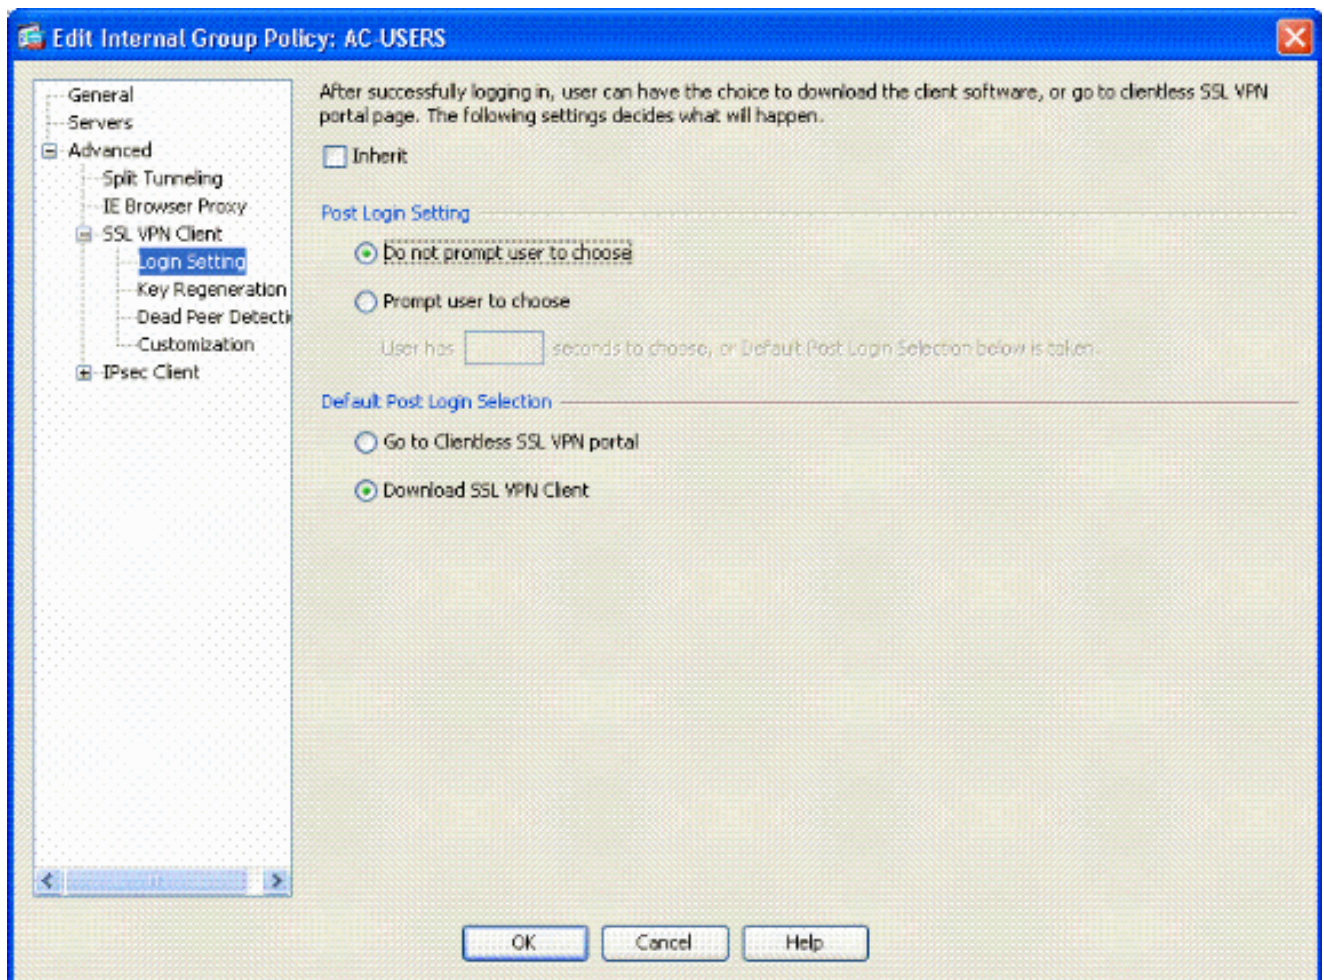 Edit Internal Group Policy: AC-USERS
General
Servers
Advanced
Split Tunneling
IE Browser Proxy
SSL VPN Client
Login Setting
Key Regeneration
Dead Peer Detecti
Customization
IPsec Client
After successfully logging in, user can have the choice to download the client software, or go to clientless SSL VPN
portal page. The following settings decides what will happen.
Inherit
Post Login Setting
Do not prompt user to choose
Prompt user to choose
User has seconds to choose, or Default Post Login Selection below is taken.
Default Post Login Selection
Go to Clientless SSL VPN portal
Download SSL VPN Client
OK Cancel Help